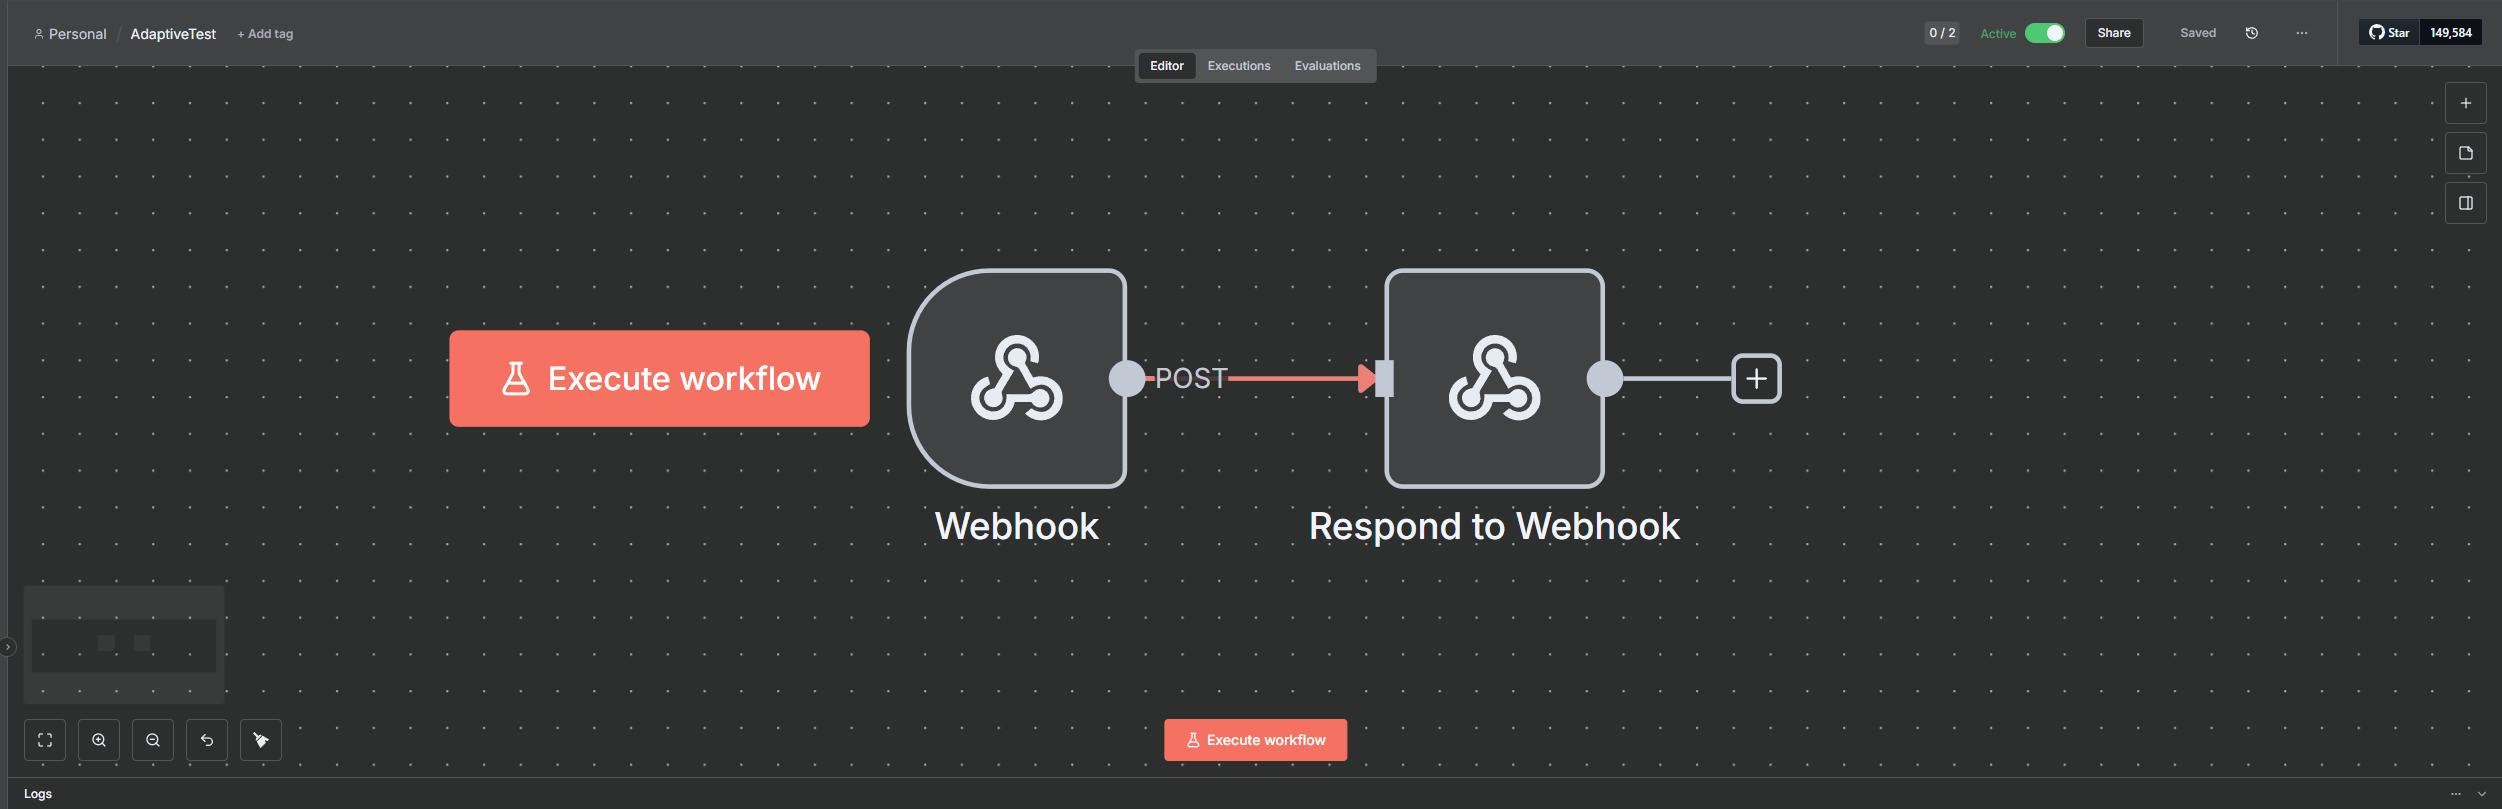 Personal / AdaptiveTest + Add tag
0 / 2 Active Share Saved Star 149,584
Editor Executions Evaluations
Execute workflow
POST
Webhook
Respond to Webhook
Execute workflow
Logs